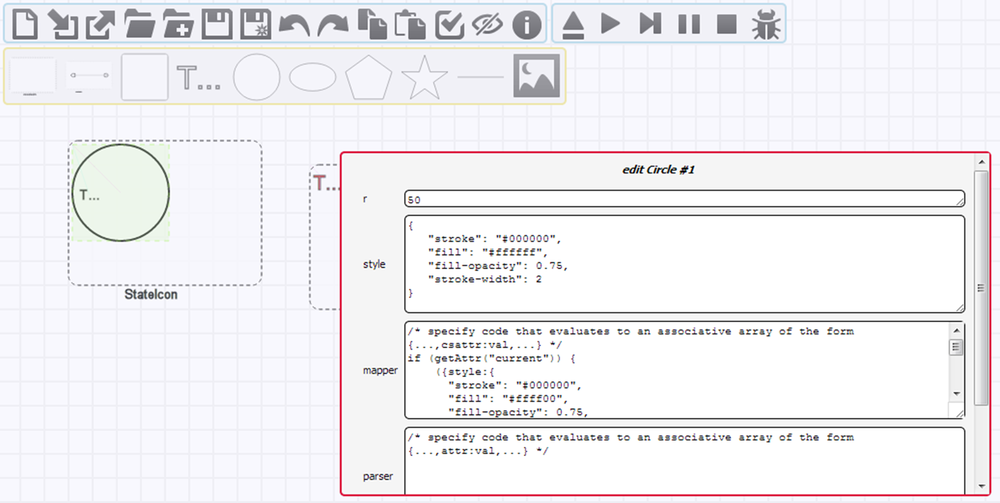 T...
T...
StateIcon
T...
edit Circle #1
r
50
style
{
"stroke": "#000000",
"fill": "#ffffff",
"fill-opacity": 0.75,
"stroke-width": 2
}
mapper
/* specify code that evaluates to an associative array of the form
{...,csattr:val,...} */
if (getAttr("current")) {
({style:{
"stroke": "#000000",
"fill": "#ffff00",
"fill-opacity": 0.75,
parser
/* specify code that evaluates to an associative array of the form
{...,attr:val,...} */